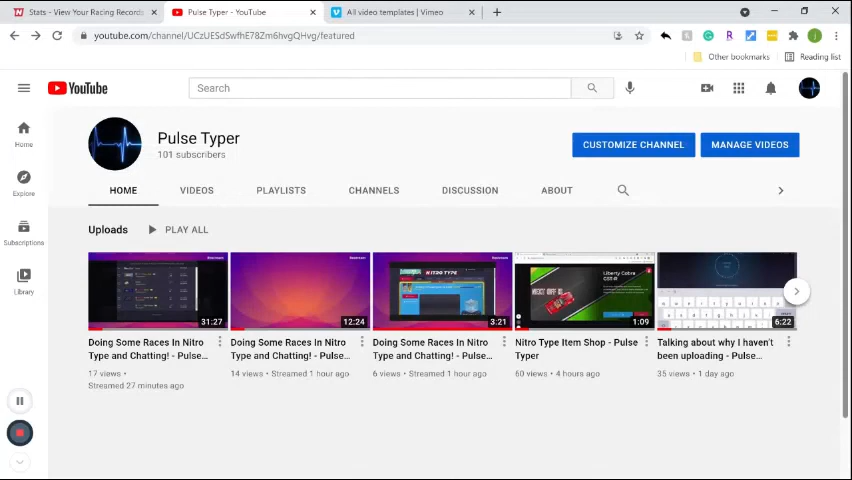 Stats - View Your Racing Records
Pulse Typer - YouTube
All video templates | Vimeo
youtube.com/channel/UCzUESdSwfhE78Zm6hvgQHvg/featured
Other bookmarks
Reading list
YouTube
Search
Home
Explore
Subscriptions
Library
Pulse Typer
101 subscribers
CUSTOMIZE CHANNEL
MANAGE VIDEOS
HOME VIDEOS PLAYLISTS CHANNELS DISCUSSION ABOUT
Uploads
PLAY ALL
NITRO TYPE
Liberty Cobra
GST-R
31:27
12:24
3:21
1:09
6:22
Doing Some Races In Nitro
Type and Chatting! - Pulse...
17 views •
Streamed 27 minutes ago
Doing Some Races In Nitro
Type and Chatting! - Pulse...
14 views • Streamed 1 hour ago
Doing Some Races In Nitro
Type and Chatting! - Pulse...
6 views • Streamed 1 hour ago
Nitro Type Item Shop - Pulse
Typer
60 views • 4 hours ago
Talking about why I haven't
been uploading - Pulse...
35 views • 1 day ago